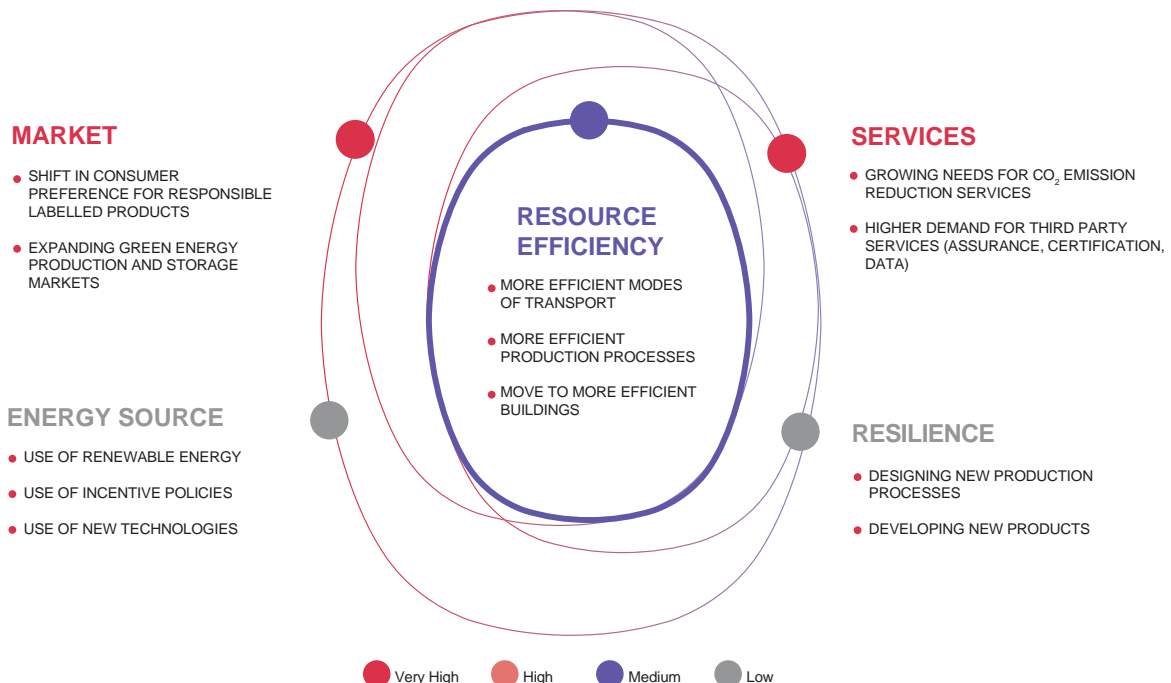 MARKET
SHIFT IN CONSUMER
PREFERENCE FOR RESPONSIBLE
LABELLED PRODUCTS
EXPANDING GREEN ENERGY
PRODUCTION AND STORAGE
MARKETS
SERVICES
GROWING NEEDS FOR CO₂ EMISSION
REDUCTION SERVICES
HIGHER DEMAND FOR THIRD PARTY
SERVICES (ASSURANCE, CERTIFICATION,
DATA)
RESOURCE
EFFICIENCY
MORE EFFICIENT MODES
OF TRANSPORT
MORE EFFICIENT
PRODUCTION PROCESSES
MOVE TO MORE EFFICIENT
BUILDINGS
ENERGY SOURCE
USE OF RENEWABLE ENERGY
USE OF INCENTIVE POLICIES
USE OF NEW TECHNOLOGIES
RESILIENCE
DESIGNING NEW PRODUCTION
PROCESSES
DEVELOPING NEW PRODUCTS
Very High
High
Medium
Low